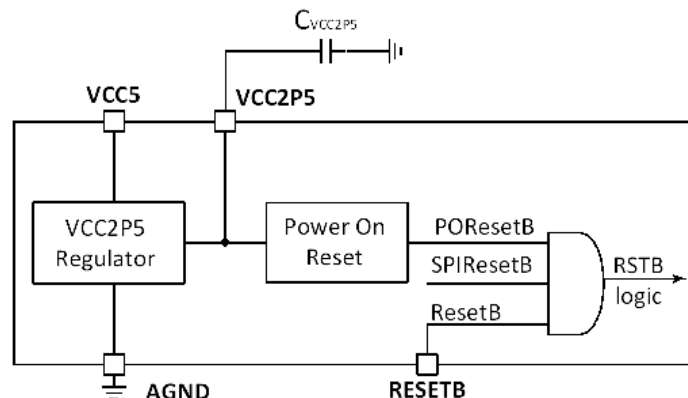 CVCC2P5
VCC5
VCC2P5
VCC2P5
Regulator
Power On
Reset
POResetB
SPIResetB
ResetB
RSTB
logic
AGND
RESETB